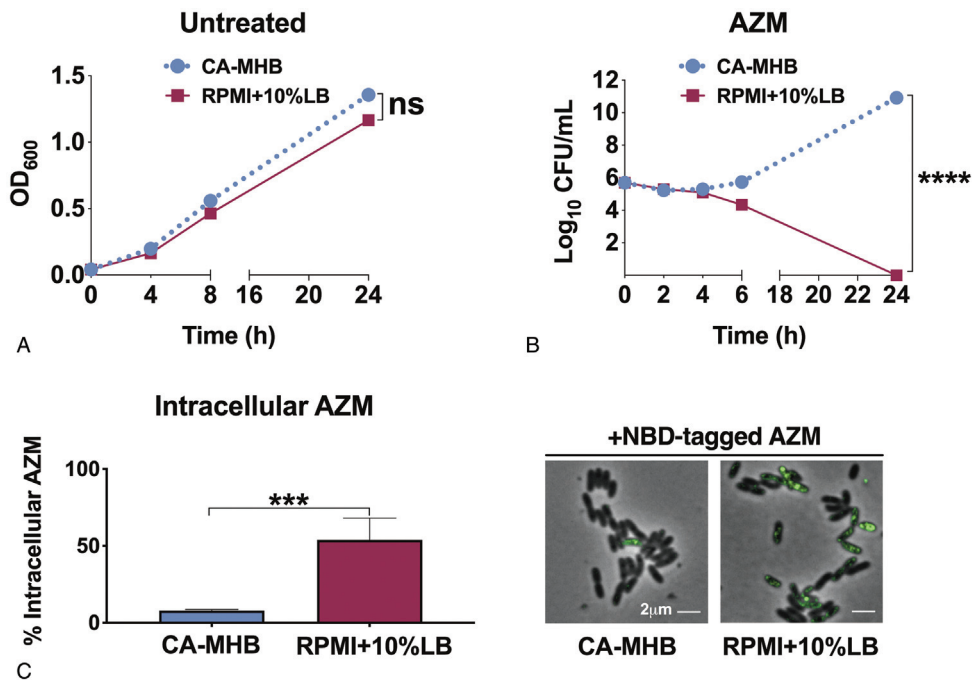 Untreated
CA-MHB
RPMI+10%LB
1.5
1.0
0.5
0.0
OD600
ns
0 4 8 16 20 24
Time (h)
A
AZM
CA-MHB
RPMI+10%LB
12
10
8
6
4
2
Log10 CFU/mL
****
0 2 4 6 18 20 22 24
Time (h)
B
Intracellular AZM
% Intracellular AZM
100
50
0
***
CA-MHB RPMI+10%LB
C
+NBD-tagged AZM
2μm
CA-MHB RPMI+10%LB